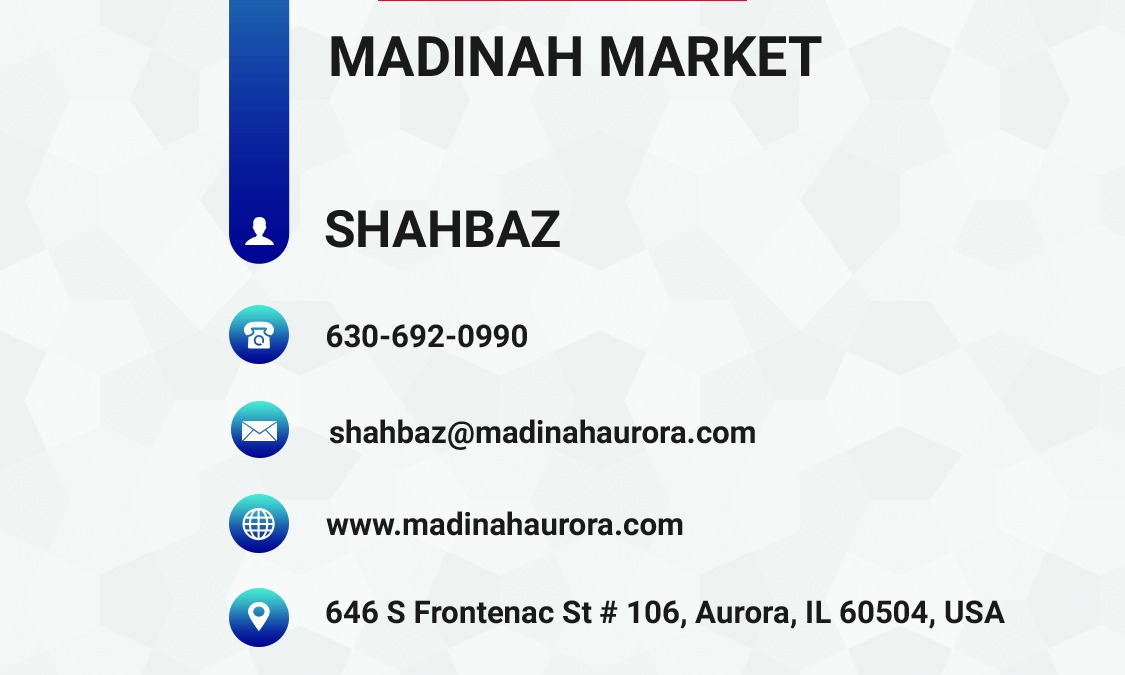 MADINAH MARKET
SHAHBAZ
630-692-0990
shahbaz@madinahaurora.com
www.madinahaurora.com
646 S Frontenac St # 106, Aurora, IL 60504, USA